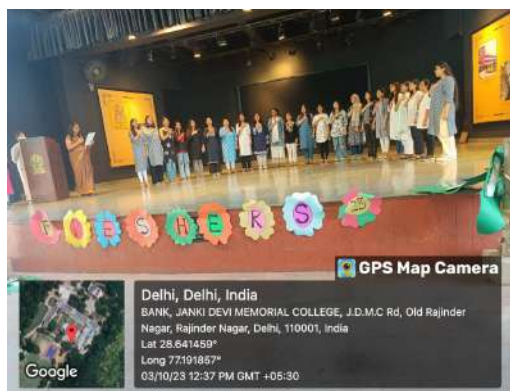 FRESHERS 23
GPS Map Camera
Delhi, Delhi, India
BANK, JANKI DEVI MEMORIAL COLLEGE, J.D.M.C Rd, Old Rajinder
Nagar, Rajinder Nagar, Delhi, 110001, India
Lat 28.641459°
Long 77.191857°
03/10/23 12:37 PM GMT +05:30
Google